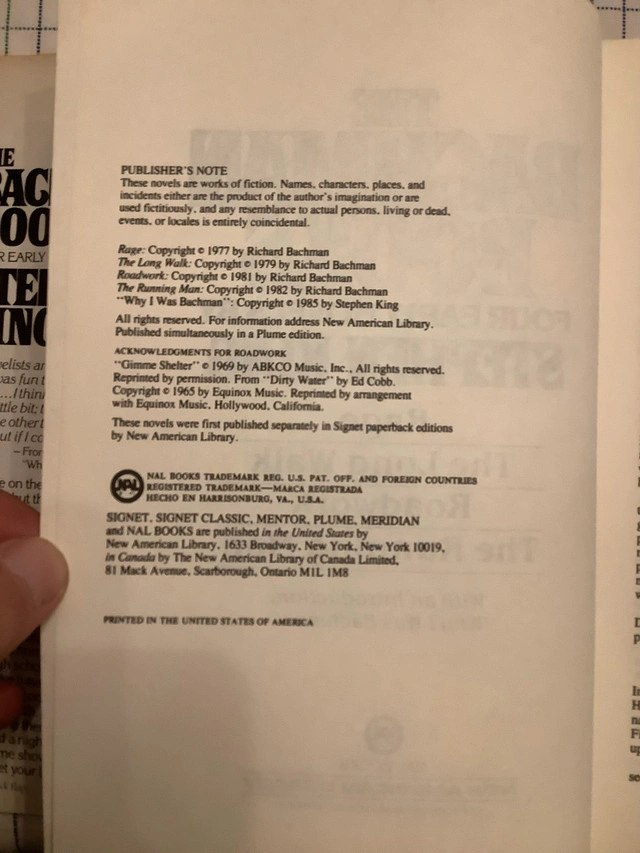 PUBLISHER'S NOTE
These novels are works of fiction. Names, characters, places, and
incidents either are the product of the author's imagination or are
used fictitiously, and any resemblance to actual persons, living or dead,
events, or locales is entirely coincidental.
Rage: Copyright © 1977 by Richard Bachman
The Long Walk: Copyright © 1979 by Richard Bachman
Roadwork: Copyright © 1981 by Richard Bachman
The Running Man: Copyright © 1982 by Richard Bachman
"Why I Was Bachman": Copyright © 1985 by Stephen King
All rights reserved. For information address New American Library.
Published simultaneously in a Plume edition.
ACKNOWLEDGMENTS FOR ROADWORK
"Gimme Shelter" © 1969 by ABKCO Music, Inc., All rights reserved.
Reprinted by permission. From "Dirty Water" by Ed Cobb.
Copyright © 1965 by Equinox Music. Reprinted by arrangement
with Equinox Music, Hollywood, California.
These novels were first published separately in Signet paperback editions
by New American Library.
NAL
NAL BOOKS TRADEMARK REG. U.S. PAT. OFF. AND FOREIGN COUNTRIES
REGISTERED TRADEMARK—MARCA REGISTRADA
HECHO EN HARRISONBURG, VA., U.S.A.
SIGNET, SIGNET CLASSIC, MENTOR, PLUME, MERIDIAN
and NAL BOOKS are published in the United States by
New American Library, 1633 Broadway, New York, New York 10019,
in Canada by The New American Library of Canada Limited,
81 Mack Avenue, Scarborough, Ontario M1L 1M8
PRINTED IN THE UNITED STATES OF AMERICA